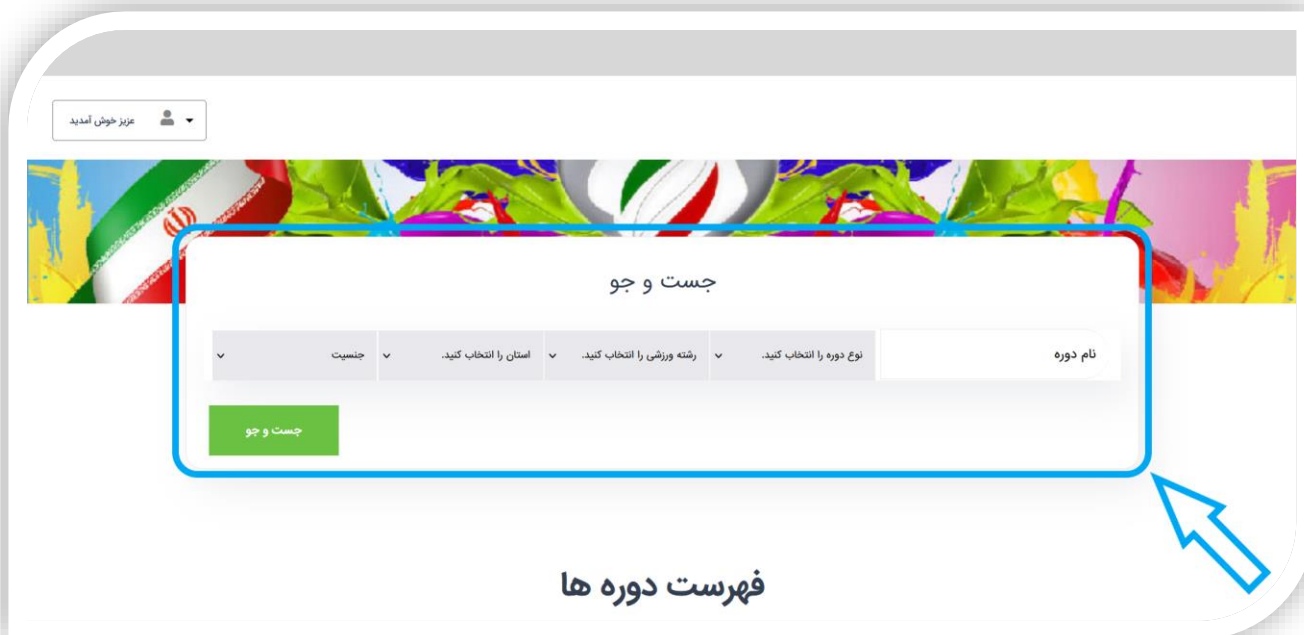 عزیز خوش آمدید
جست و جو
نام دوره نوع دوره را انتخاب کنید. رشته ورزشی را انتخاب کنید. استان را انتخاب کنید. جنسیت
جست و جو
فهرست دوره ها